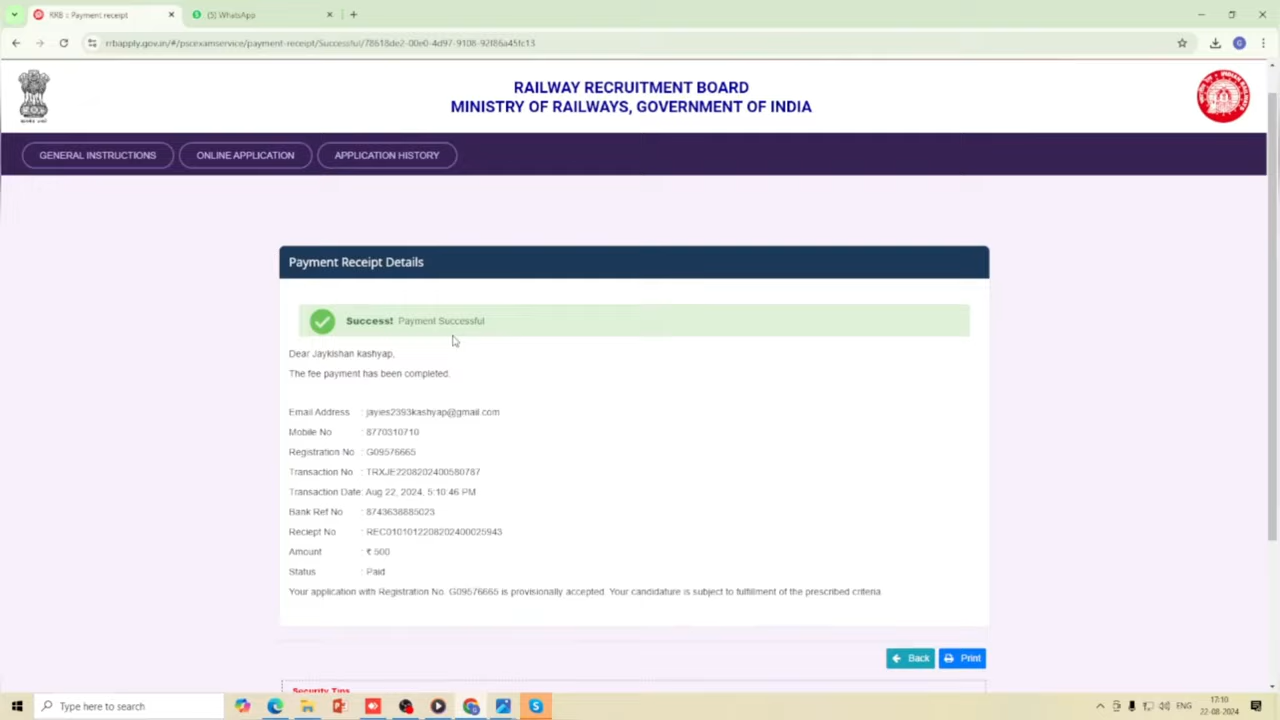 RRB : Payment receipt
(5) WhatsApp
rrbapply.gov.in/#/pscexamservice/payment-receipt/Successful/78618de2-00e0-4d97-9108-92f86a45fc13
RAILWAY RECRUITMENT BOARD
MINISTRY OF RAILWAYS, GOVERNMENT OF INDIA
GENERAL INSTRUCTIONS
ONLINE APPLICATION
APPLICATION HISTORY
Payment Receipt Details
Success! Payment Successful
Dear Jaykishan kashyap,
The fee payment has been completed.
Email Address : jayies2393kashyap@gmail.com
Mobile No : 8770310710
Registration No : G09576665
Transaction No : TRXJE2208202400580787
Transaction Date: Aug 22, 2024, 5:10:46 PM
Bank Ref No : 8743638885023
Reciept No : REC0101012208202400025943
Amount : ₹ 500
Status : Paid
Your application with Registration No. G09576665 is provisionally accepted. Your candidature is subject to fulfillment of the prescribed criteria
Back
Print
Security Tips
Type here to search
ENG
17:10
22-08-2024